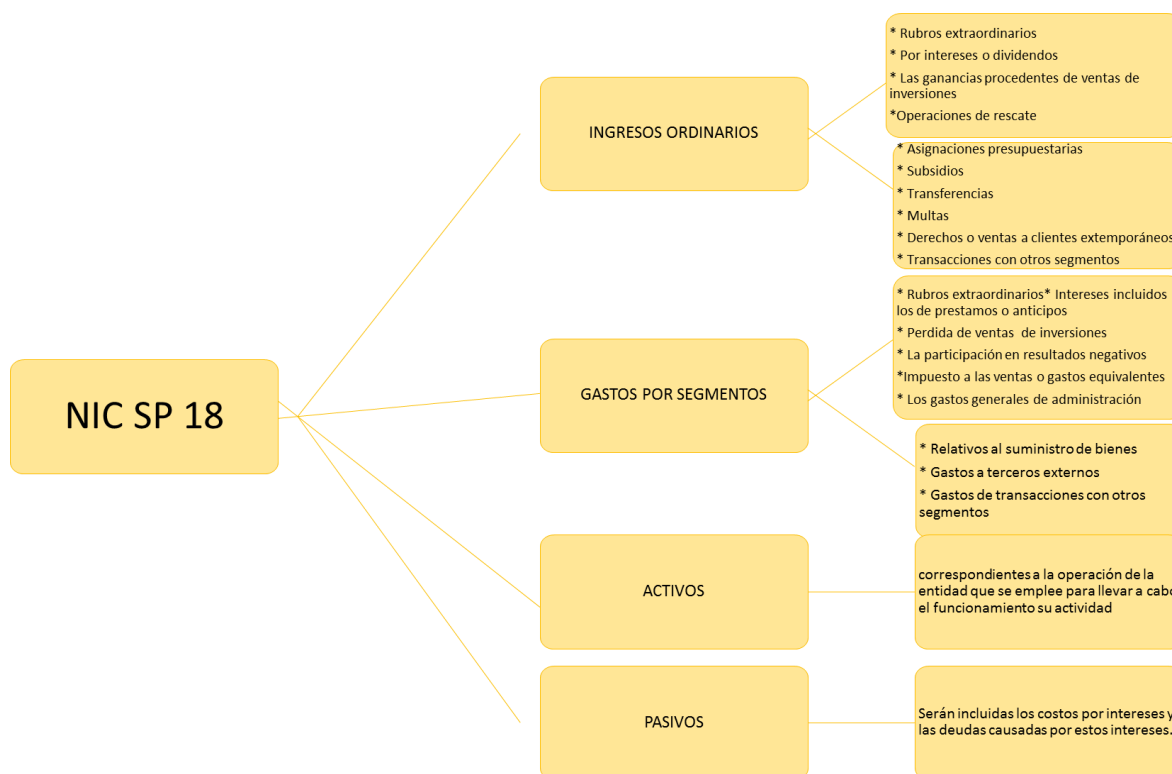 NIC SP 18
INGRESOS ORDINARIOS
* Rubros extraordinarios
* Por intereses o dividendos
* Las ganancias procedentes de ventas de
inversiones
*Operaciones de rescate
* Asignaciones presupuestarias
* Subsidios
* Transferencias
* Multas
* Derechos o ventas a clientes extemporáneos
* Transacciones con otros segmentos
GASTOS POR SEGMENTOS
* Rubros extraordinarios* Intereses incluidos
los de prestamos o anticipos
* Perdida de ventas de inversiones
* La participación en resultados negativos
*Impuesto a las ventas o gastos equivalentes
* Los gastos generales de administración
* Relativos al suministro de bienes
* Gastos a terceros externos
* Gastos de transacciones con otros
segmentos
ACTIVOS
correspondientes a la operación de la
entidad que se emplee para llevar a cabo
el funcionamiento su actividad
PASIVOS
Serán incluidas los costos por intereses y
las deudas causadas por estos intereses.